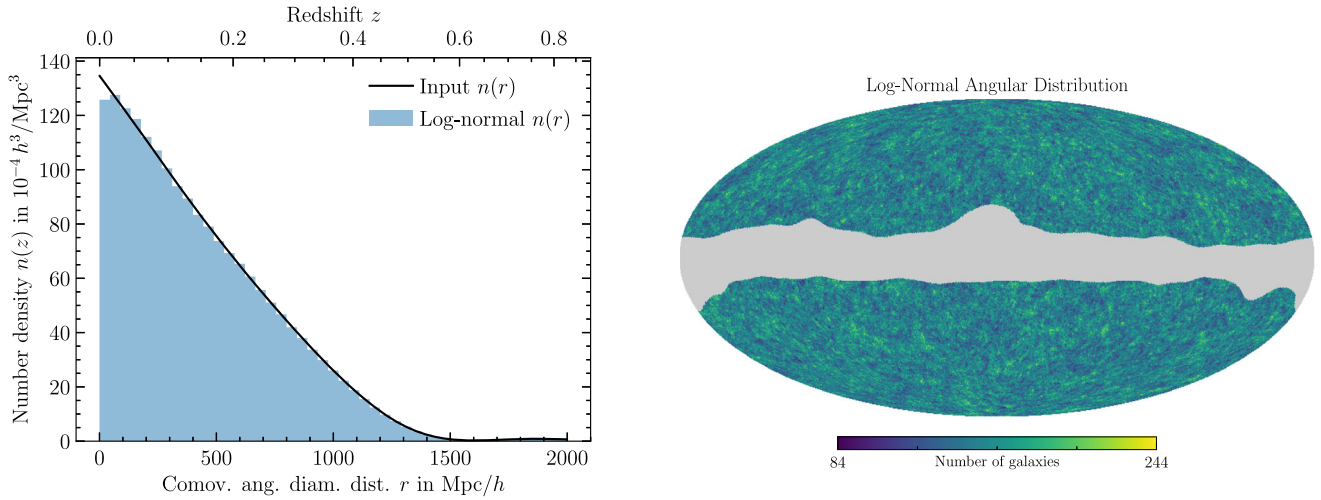 Redshift z
0.0 0.2 0.4 0.6 0.8
Number density n(z) in 10⁻⁴ h³/Mpc³
140
120
100
80
60
40
20
0
Input n(r)
Log-normal n(r)
0 500 1000 1500 2000
Comov. ang. diam. dist. r in Mpc/h
Log-Normal Angular Distribution
84 Number of galaxies 244